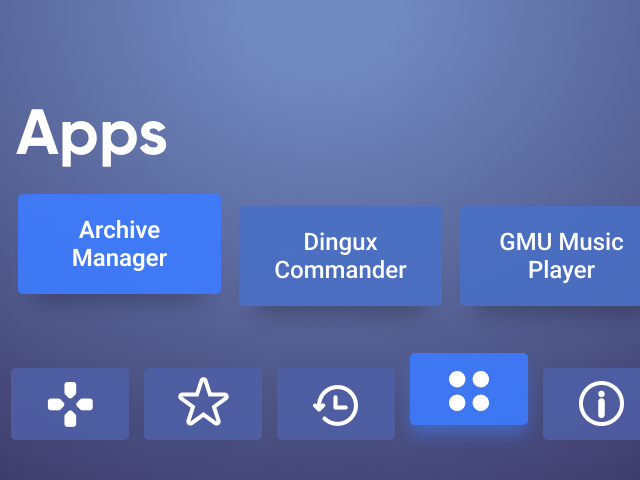 Apps
Archive
Manager
Dingux
Commander
GMU Music
Player